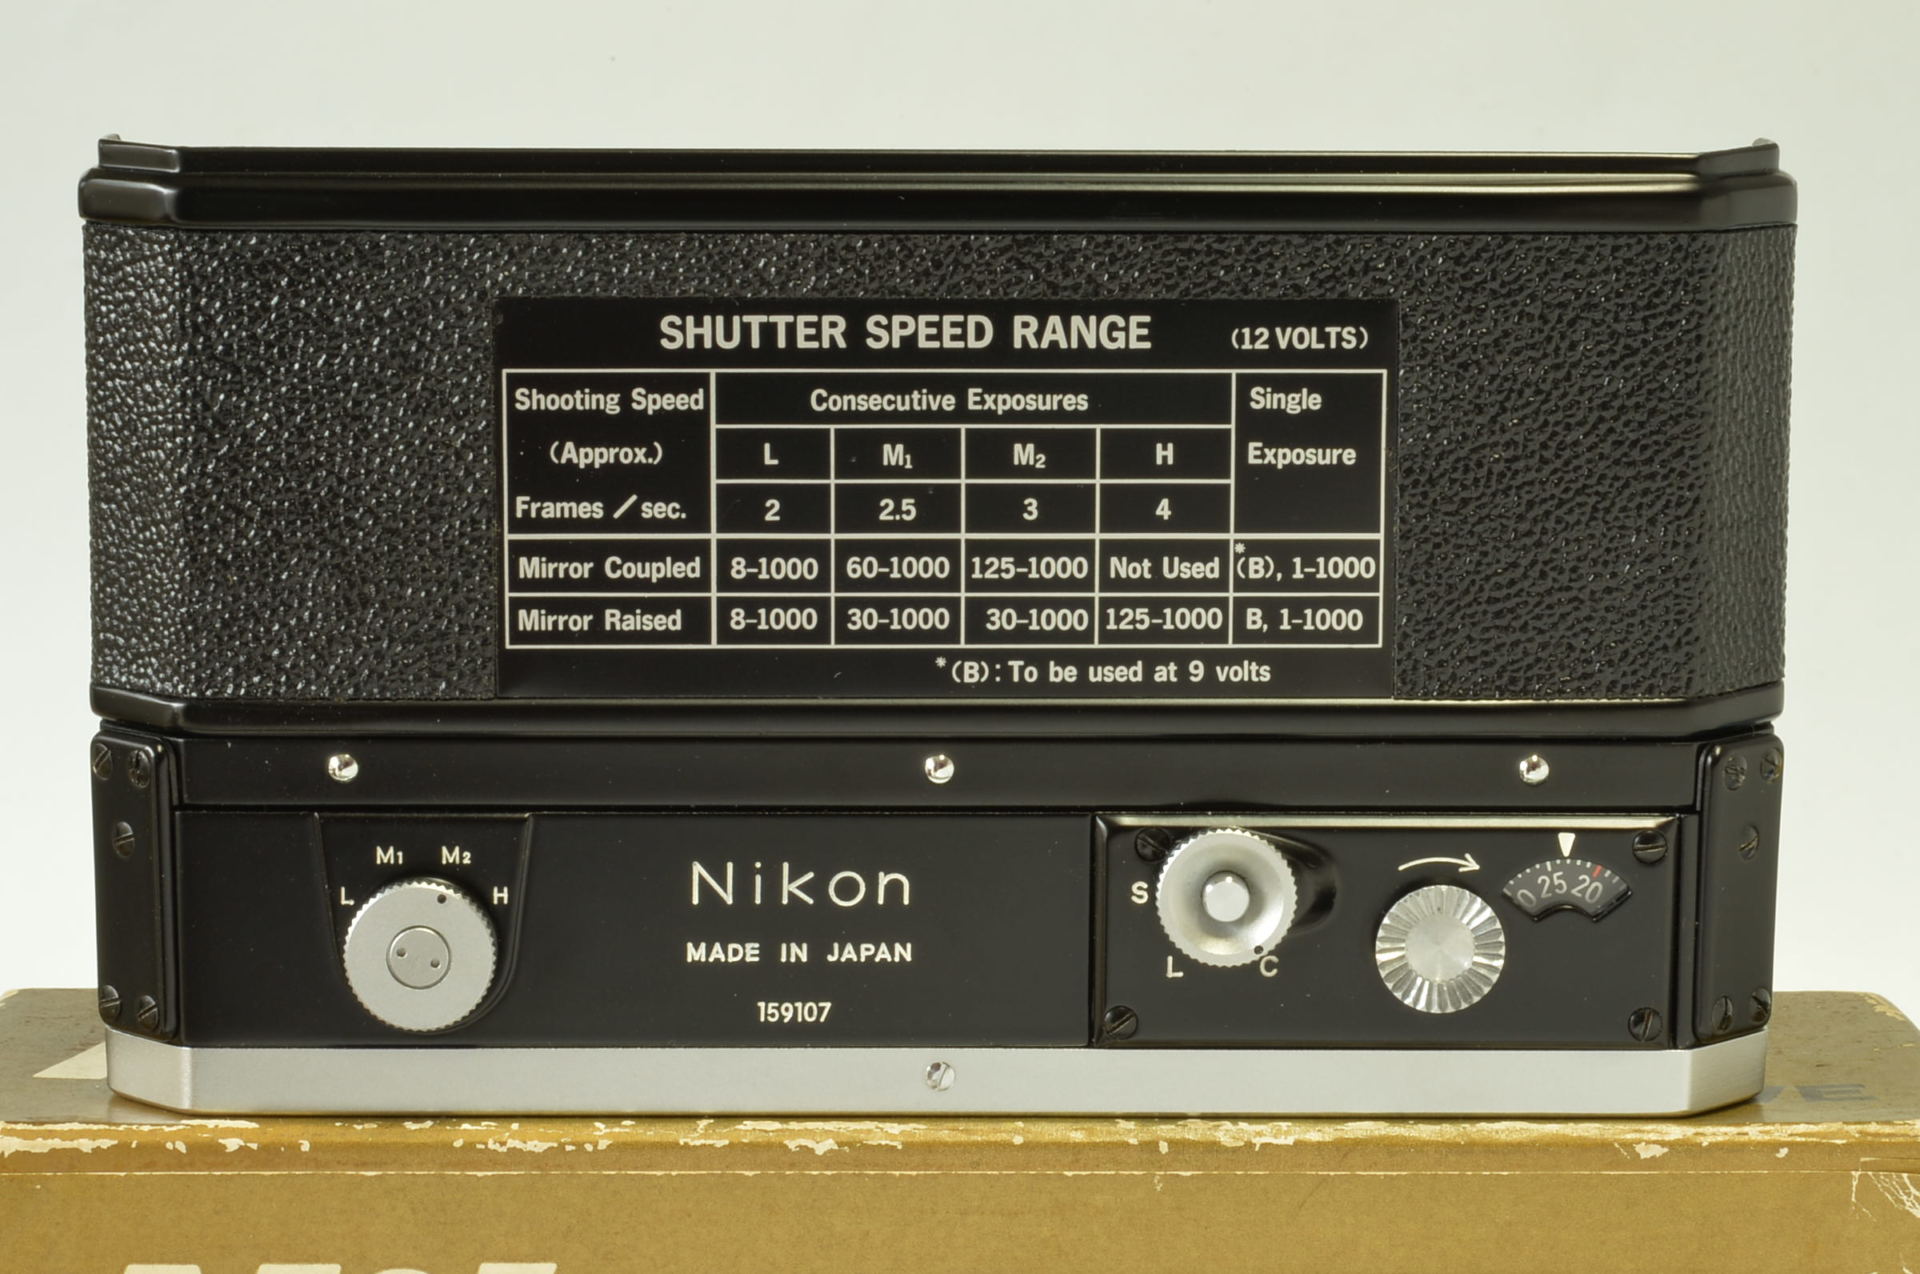 SHUTTER SPEED RANGE (12 VOLTS)
Shooting Speed Consecutive Exposures Single
(Approx.) L M₁ M₂ H Exposure
Frames / sec. 2 2.5 3 4
Mirror Coupled 8–1000 60–1000 125–1000 Not Used *(B), 1–1000
Mirror Raised 8–1000 30–1000 30–1000 125–1000 B, 1–1000
*(B): To be used at 9 volts
M₁ M₂
L H
Nikon
MADE IN JAPAN
159107
S
L C
0 25 20